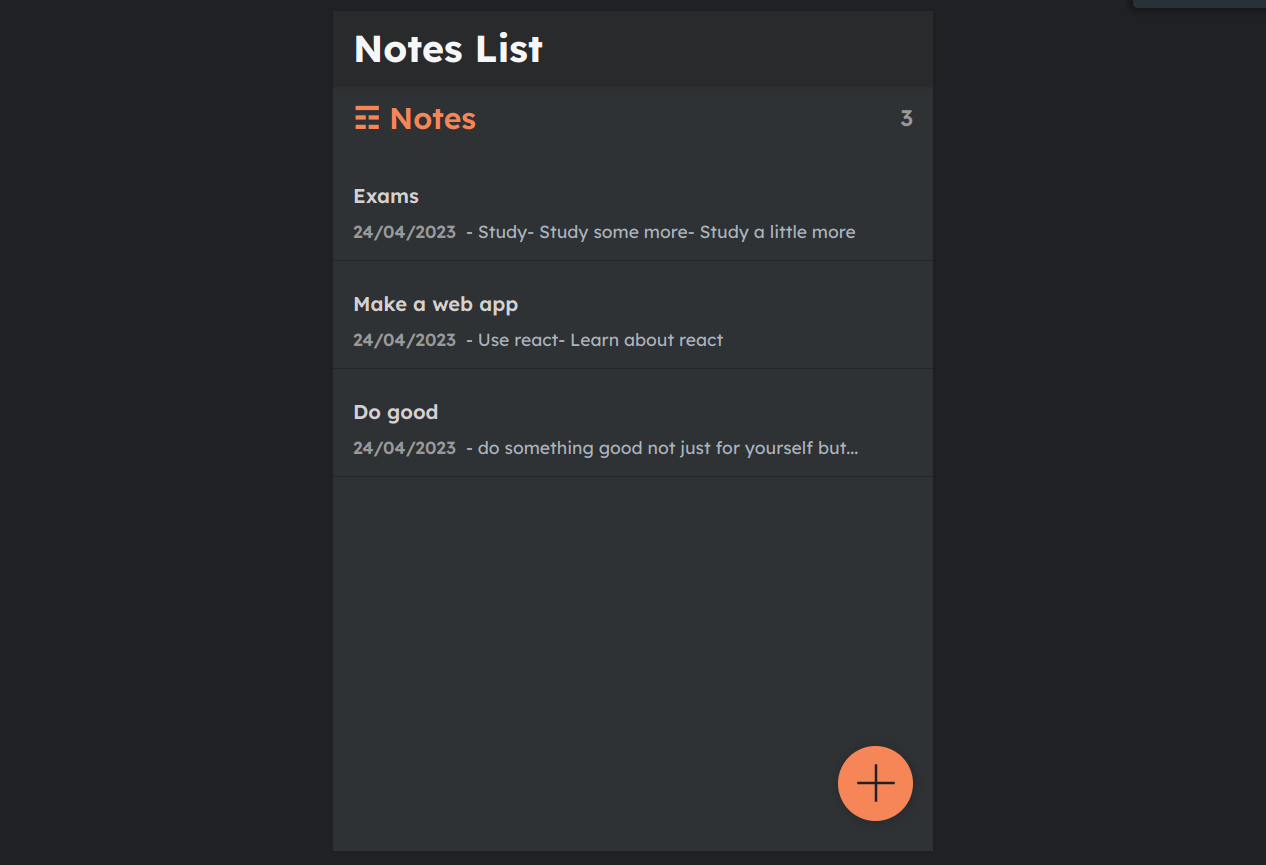 Notes List
☶ Notes 3
Exams
24/04/2023 - Study- Study some more- Study a little more
Make a web app
24/04/2023 - Use react- Learn about react
Do good
24/04/2023 - do something good not just for yourself but...